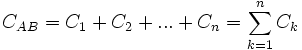 $C_{AB} = C_1 + C_2 + ... + C_n = \sum_{k=1}^{n} C_k$